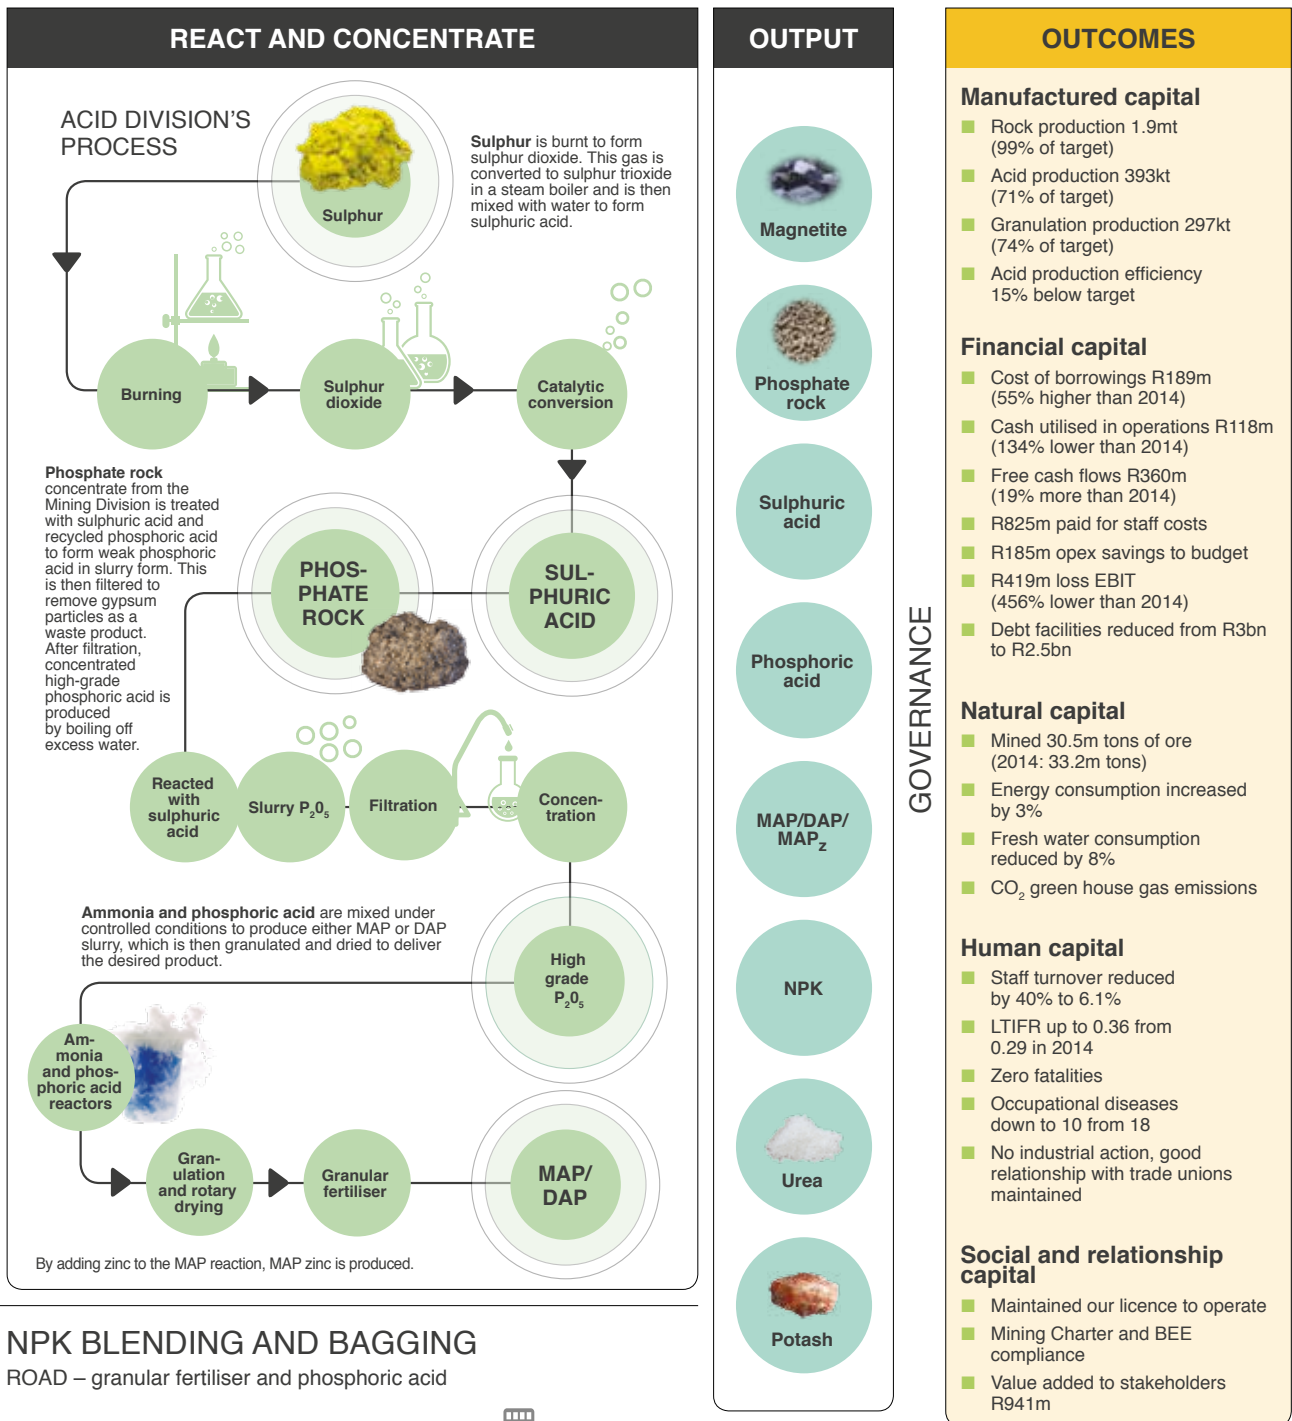 REACT AND CONCENTRATE
ACID DIVISION'S
PROCESS
Sulphur
Sulphur is burnt to form
sulphur dioxide. This gas is
converted to sulphur trioxide
in a steam boiler and is then
mixed with water to form
sulphuric acid.
Burning
Sulphur
dioxide
Catalytic
conversion
Phosphate rock
concentrate from the
Mining Division is treated
with sulphuric acid and
recycled phosphoric acid
to form weak phosphoric
acid in slurry form. This
is then filtered to
remove gypsum
particles as a
waste product.
After filtration,
concentrated
high-grade
phosphoric acid is
produced
by boiling off
excess water.
PHOS-
PHATE
ROCK
SUL-
PHURIC
ACID
Reacted
with
sulphuric
acid
Slurry P₂0₅
Filtration
Concen-
tration
Ammonia and phosphoric acid are mixed under
controlled conditions to produce either MAP or DAP
slurry, which is then granulated and dried to deliver
the desired product.
High
grade
P₂0₅
Am-
monia
and phos-
phoric acid
reactors
Gran-
ulation
and rotary
drying
Granular
fertiliser
MAP/
DAP
By adding zinc to the MAP reaction, MAP zinc is produced.
NPK BLENDING AND BAGGING
ROAD – granular fertiliser and phosphoric acid
OUTPUT
Magnetite
Phosphate
rock
Sulphuric
acid
Phosphoric
acid
MAP/DAP/
MAPz
NPK
Urea
Potash
GOVERNANCE
OUTCOMES
Manufactured capital
Rock production 1.9mt
(99% of target)
Acid production 393kt
(71% of target)
Granulation production 297kt
(74% of target)
Acid production efficiency
15% below target
Financial capital
Cost of borrowings R189m
(55% higher than 2014)
Cash utilised in operations R118m
(134% lower than 2014)
Free cash flows R360m
(19% more than 2014)
R825m paid for staff costs
R185m opex savings to budget
R419m loss EBIT
(456% lower than 2014)
Debt facilities reduced from R3bn
to R2.5bn
Natural capital
Mined 30.5m tons of ore
(2014: 33.2m tons)
Energy consumption increased
by 3%
Fresh water consumption
reduced by 8%
CO₂ green house gas emissions
Human capital
Staff turnover reduced
by 40% to 6.1%
LTIFR up to 0.36 from
0.29 in 2014
Zero fatalities
Occupational diseases
down to 10 from 18
No industrial action, good
relationship with trade unions
maintained
Social and relationship
capital
Maintained our licence to operate
Mining Charter and BEE
compliance
Value added to stakeholders
R941m